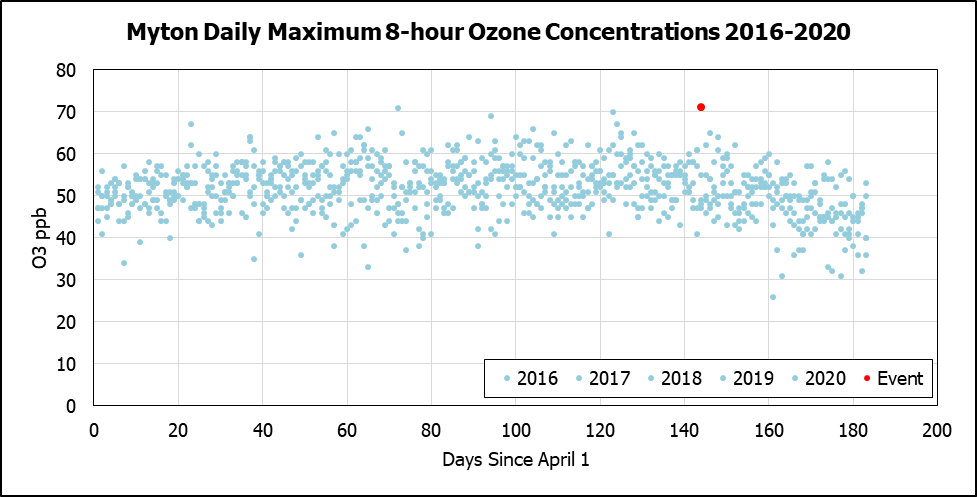 Myton Daily Maximum 8-hour Ozone Concentrations 2016-2020
80
70
60
50
40
30
20
10
0
O3 ppb
2016 2017 2018 2019 2020 Event
0 20 40 60 80 100 120 140 160 180 200
Days Since April 1